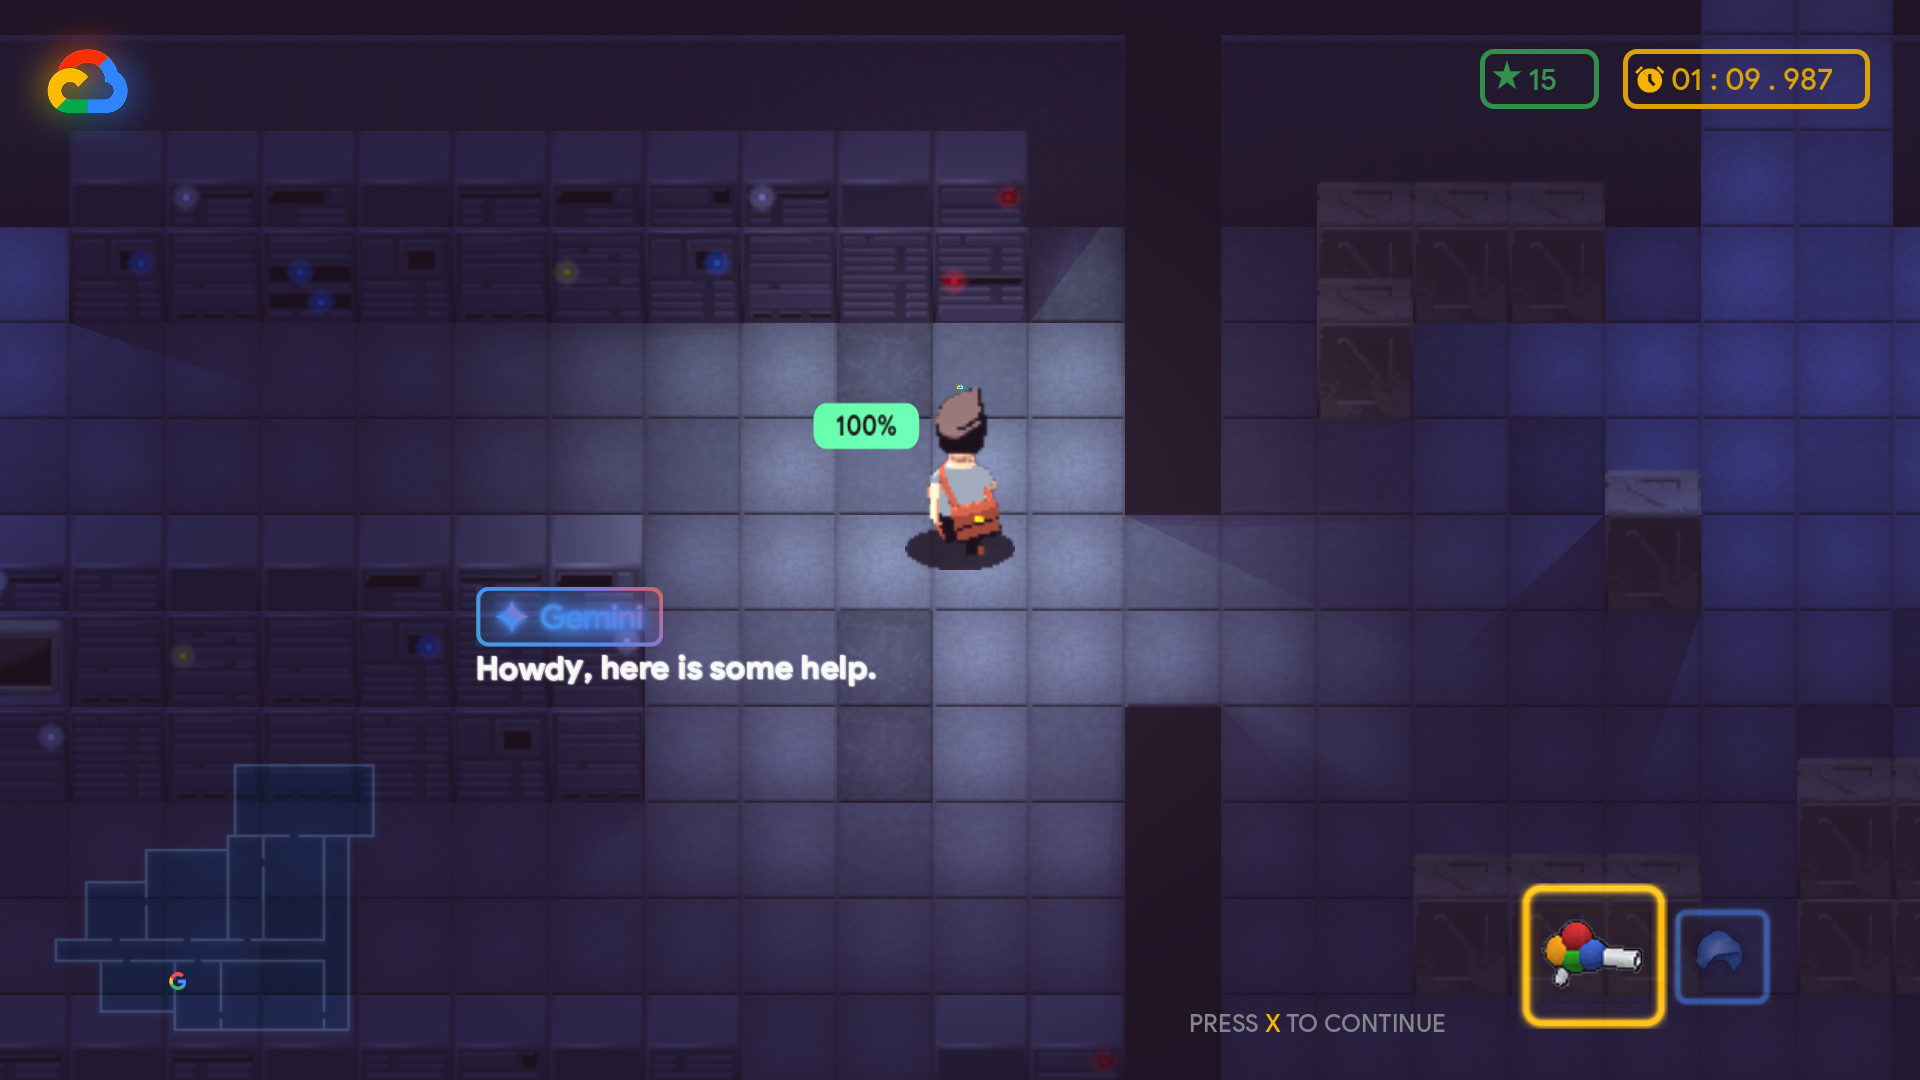 15
01 : 09 . 987
100%
Gemini
Howdy, here is some help.
G
PRESS X TO CONTINUE